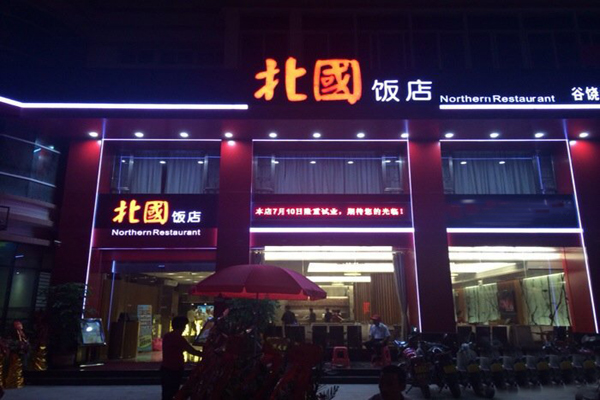 北國饭店
Northern Restaurant
谷饶
北國饭店
Northern Restaurant
本店7月10日隆重试业，期待您的光临！